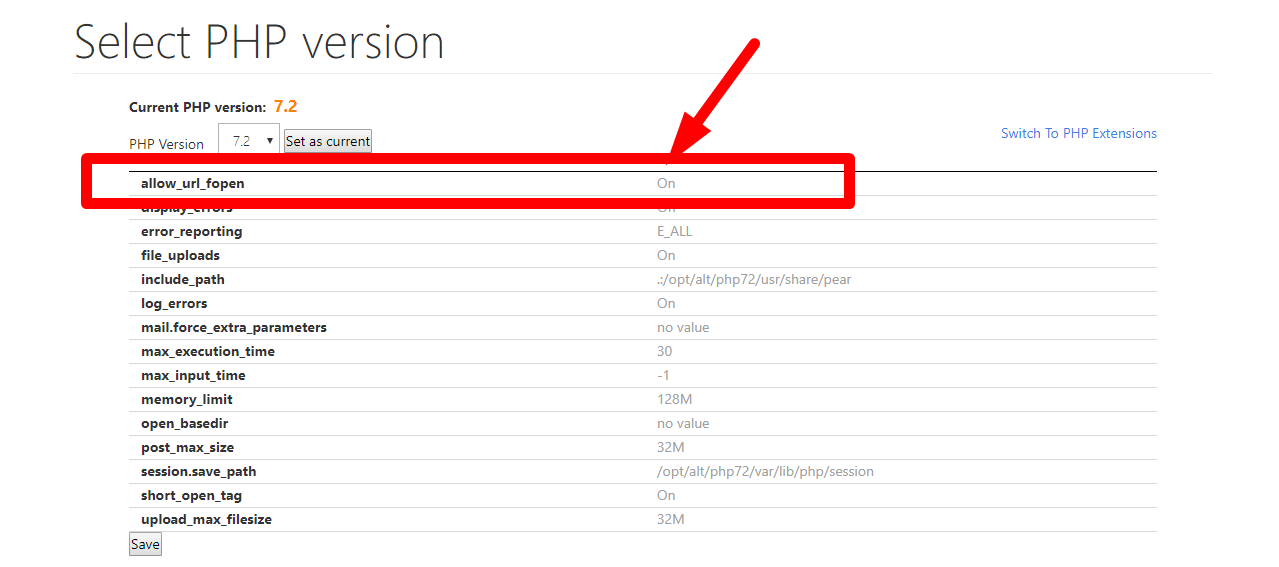 Select PHP version
Current PHP version: 7.2
PHP Version 7.2 Set as current
Switch To PHP Extensions
allow_url_fopen On
display_errors Off
error_reporting E_ALL
file_uploads On
include_path .:/opt/alt/php72/usr/share/pear
log_errors On
mail.force_extra_parameters no value
max_execution_time 30
max_input_time -1
memory_limit 128M
open_basedir no value
post_max_size 32M
session.save_path /opt/alt/php72/var/lib/php/session
short_open_tag On
upload_max_filesize 32M
Save